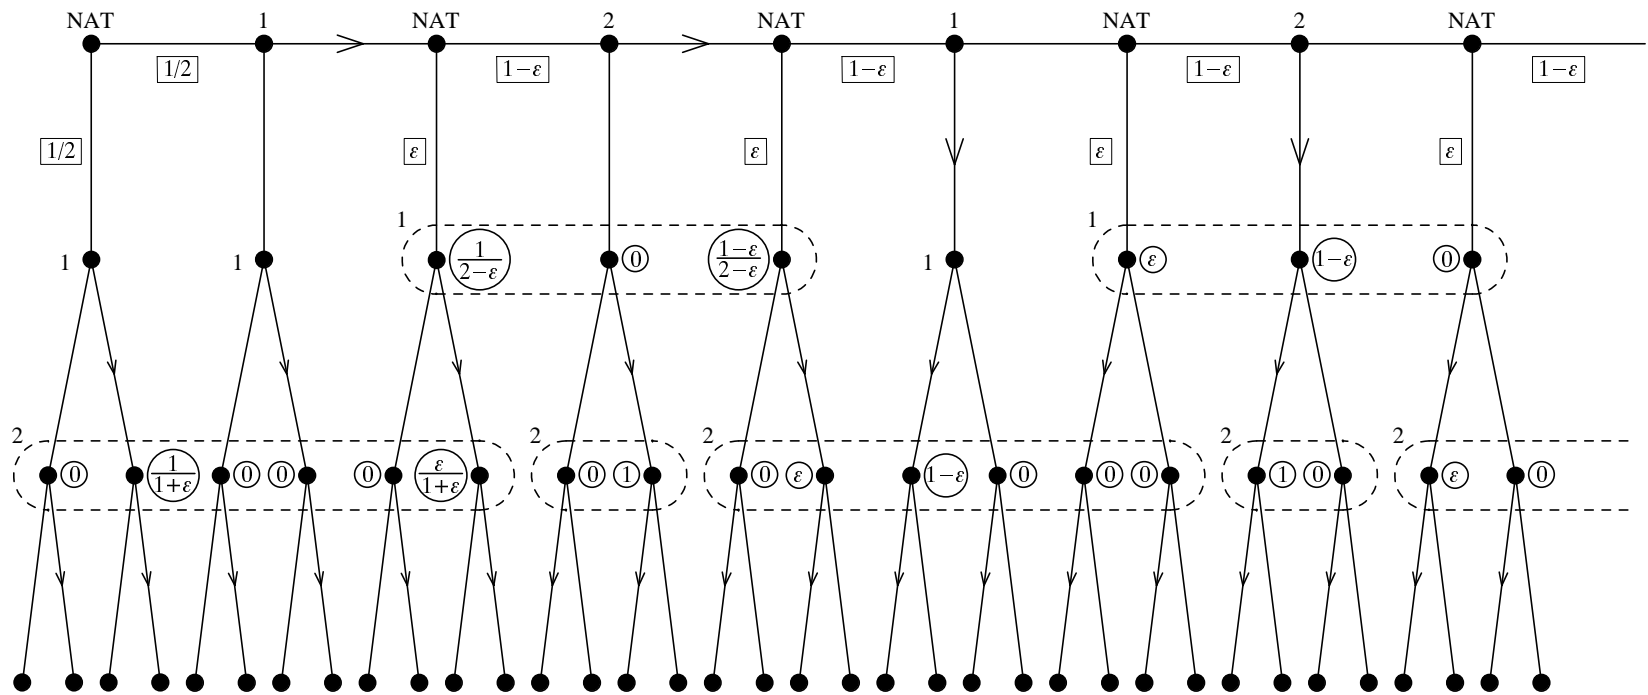 NAT 1 NAT 2 NAT 1 NAT 2 NAT
1/2 1−ε 1−ε 1−ε 1−ε
1/2 ε ε ε ε
1 1
1 1 1/(2−ε) 0 (1−ε)/(2−ε) 1 ε 1−ε 0
2 2 2 2 2
0 1/(1+ε) 0 0 0 ε/(1+ε) 0 1 0 ε 1−ε 0 0 0 1 0 ε 0